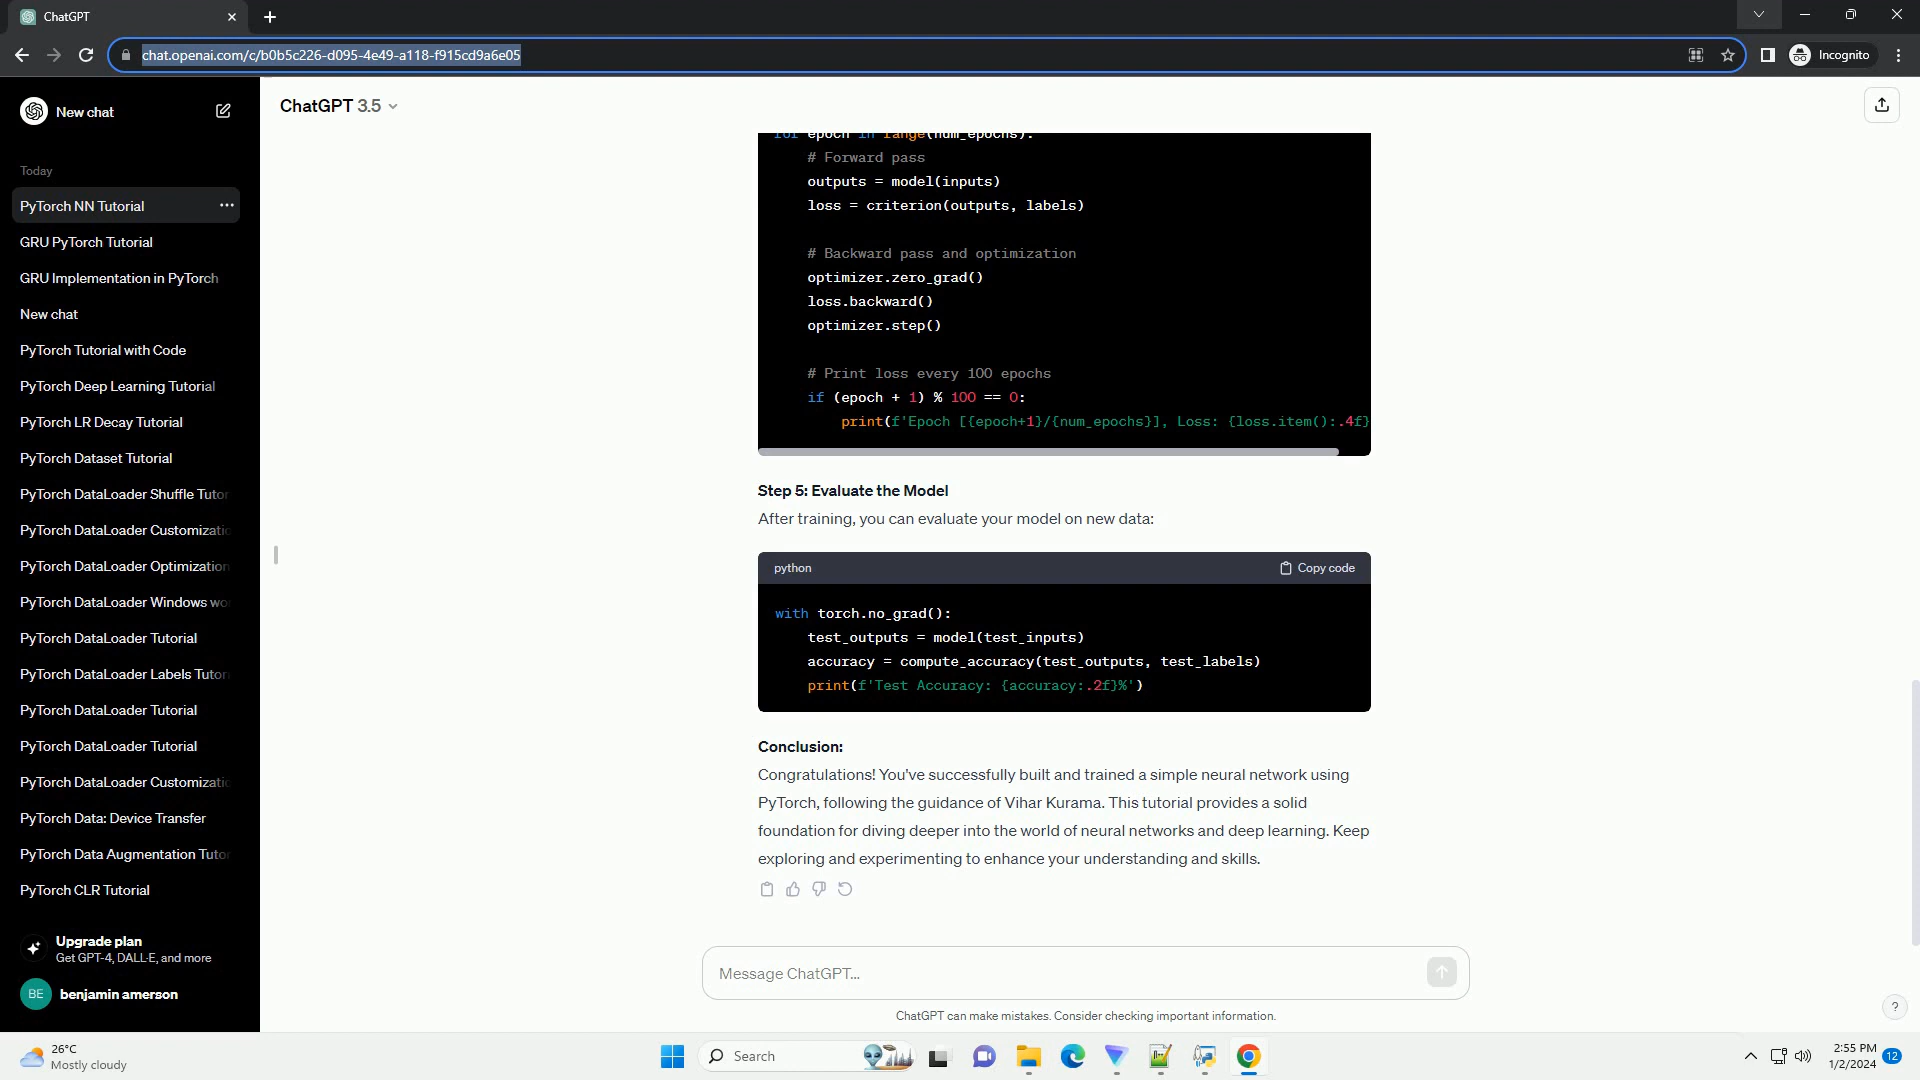 ChatGPT
chat.openai.com/c/b0b5c226-d095-4e49-a118-f915cd9a6e05
Incognito
New chat
Today
PyTorch NN Tutorial
GRU PyTorch Tutorial
GRU Implementation in PyTorch
New chat
PyTorch Tutorial with Code
PyTorch Deep Learning Tutorial
PyTorch LR Decay Tutorial
PyTorch Dataset Tutorial
PyTorch DataLoader Shuffle Tutor
PyTorch DataLoader Customizatio
PyTorch DataLoader Optimization
PyTorch DataLoader Windows wo
PyTorch DataLoader Tutorial
PyTorch DataLoader Labels Tutor
PyTorch DataLoader Tutorial
PyTorch DataLoader Tutorial
PyTorch DataLoader Customizatio
PyTorch Data: Device Transfer
PyTorch Data Augmentation Tutor
PyTorch CLR Tutorial
Upgrade plan
Get GPT-4, DALL·E, and more
BE
benjamin amerson
ChatGPT 3.5
for epoch in range(num_epochs):
# Forward pass
outputs = model(inputs)
loss = criterion(outputs, labels)
# Backward pass and optimization
optimizer.zero_grad()
loss.backward()
optimizer.step()
# Print loss every 100 epochs
if (epoch + 1) % 100 == 0:
print(f'Epoch [{epoch+1}/{num_epochs}], Loss: {loss.item():.4f}
Step 5: Evaluate the Model
After training, you can evaluate your model on new data:
python
Copy code
with torch.no_grad():
test_outputs = model(test_inputs)
accuracy = compute_accuracy(test_outputs, test_labels)
print(f'Test Accuracy: {accuracy:.2f}%')
Conclusion:
Congratulations! You've successfully built and trained a simple neural network using
PyTorch, following the guidance of Vihar Kurama. This tutorial provides a solid
foundation for diving deeper into the world of neural networks and deep learning. Keep
exploring and experimenting to enhance your understanding and skills.
Message ChatGPT...
ChatGPT can make mistakes. Consider checking important information.
?
26°C
Mostly cloudy
Search
2:55 PM
1/2/2024
12